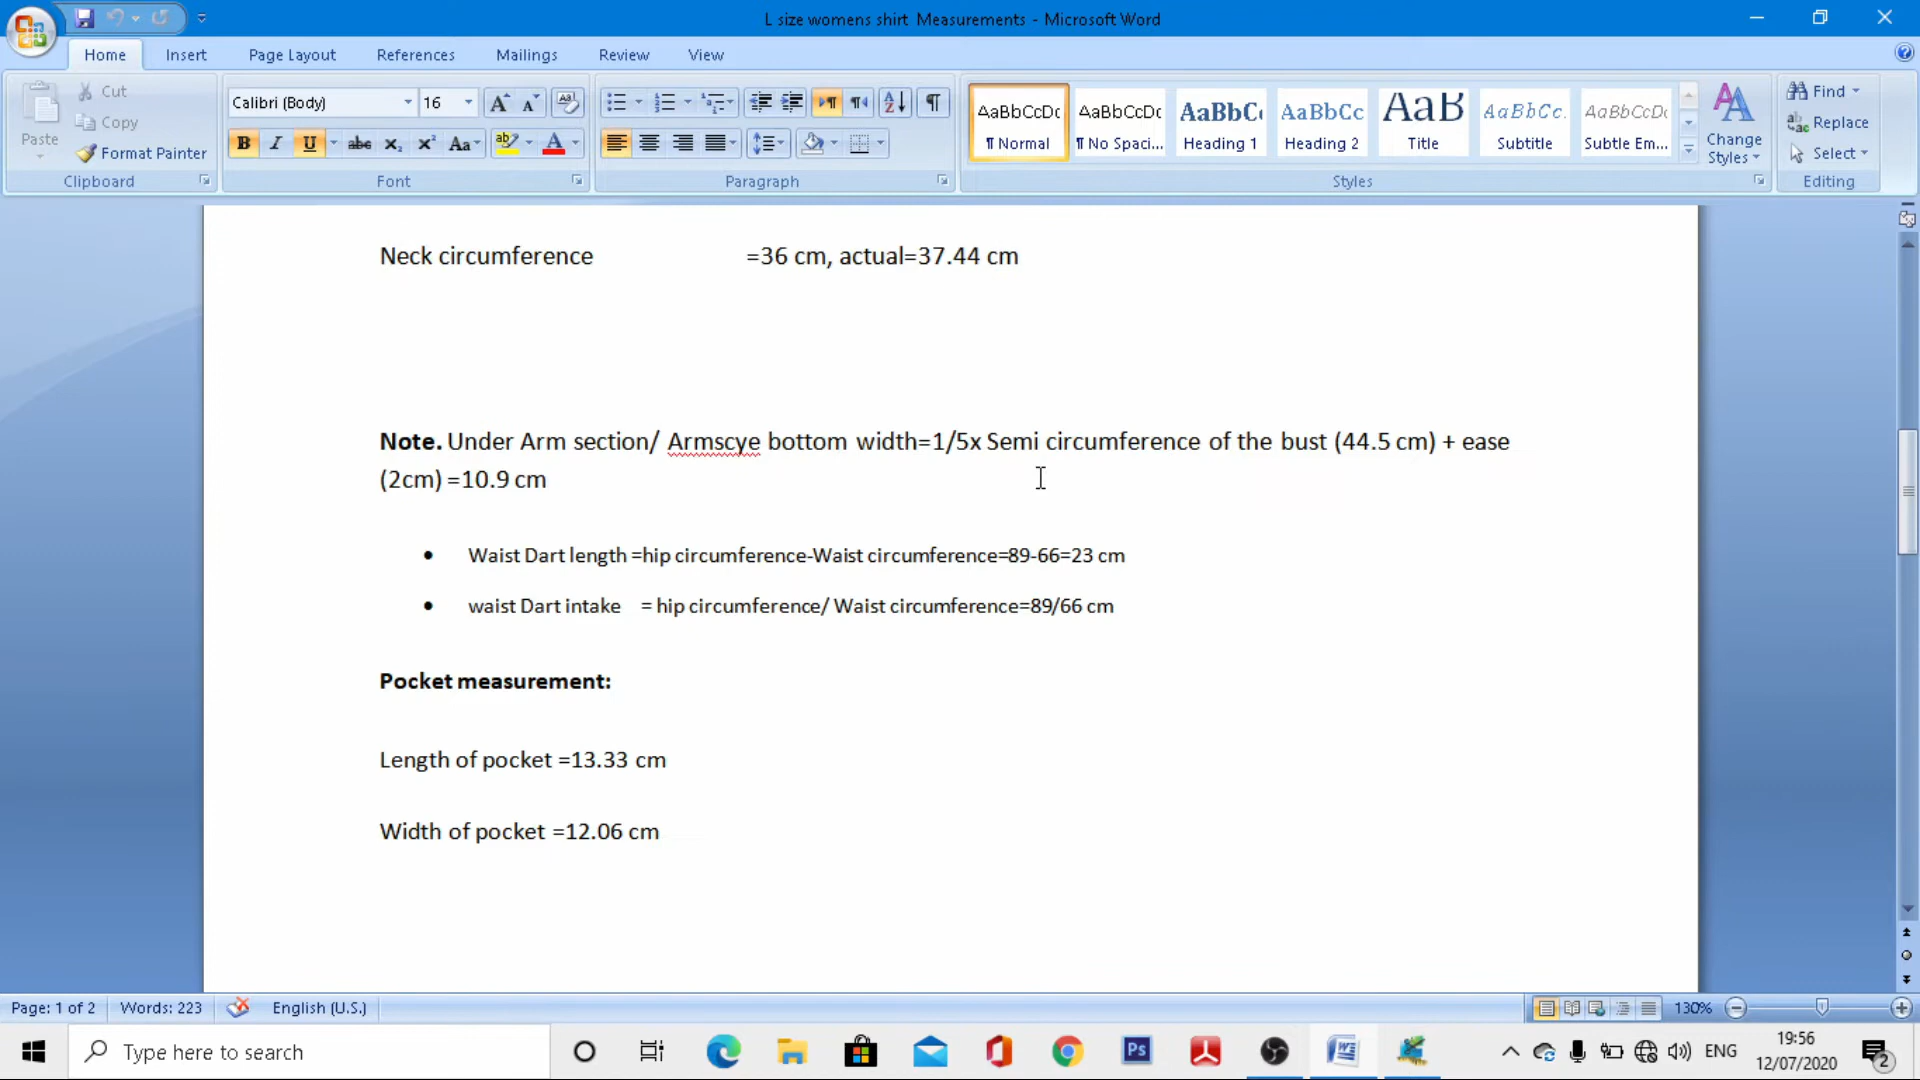 L size womens shirt Measurements - Microsoft Word
Home Insert Page Layout References Mailings Review View
Paste
Cut
Copy
Format Painter
Clipboard
Calibri (Body) 16
Font
Paragraph
AaBbCcDc AaBbCcDc AaBbC AaBbCc AaB AaBbCc. AaBbCcDc
¶ Normal ¶ No Spaci... Heading 1 Heading 2 Title Subtitle Subtle Em...
Change Styles
Styles
Find
Replace
Select
Editing
Neck circumference =36 cm, actual=37.44 cm
Note. Under Arm section/ Armscye bottom width=1/5x Semi circumference of the bust (44.5 cm) + ease
(2cm) =10.9 cm
• Waist Dart length =hip circumference-Waist circumference=89-66=23 cm
• waist Dart intake = hip circumference/ Waist circumference=89/66 cm
Pocket measurement:
Length of pocket =13.33 cm
Width of pocket =12.06 cm
Page: 1 of 2 Words: 223 English (U.S.) 130%
Type here to search
Ps
ENG
19:56
12/07/2020
2